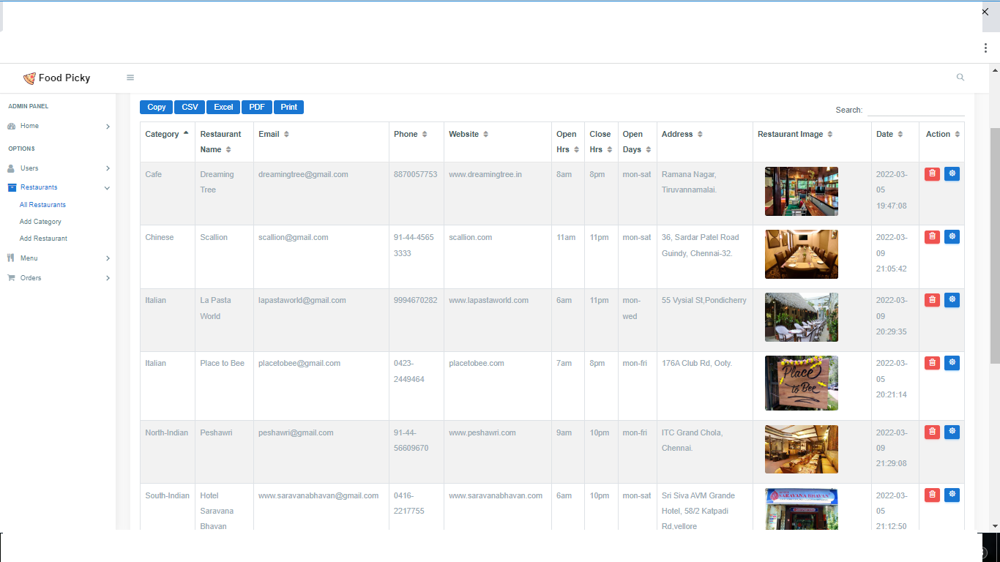 Food Picky
ADMIN PANEL
Home
OPTIONS
Users
Restaurants
All Restaurants
Add Category
Add Restaurant
Menu
Orders
Copy CSV Excel PDF Print
Search:
Category Restaurant Name Email Phone Website Open Hrs Close Hrs Open Days Address Restaurant Image Date Action
Cafe
Dreaming
Tree
dreamingtree@gmail.com
8870057753
www.dreamingtree.in
8am
8pm
mon-sat
Ramana Nagar,
Tiruvannamalai.
2022-03-
05
19:47:08
Chinese
Scallion
scallion@gmail.com
91-44-4565
3333
scallion.com
11am
11pm
mon-sat
36, Sardar Patel Road
Guindy, Chennai-32.
2022-03-
09
21:05:42
Italian
La Pasta
World
lapastaworld@gmail.com
9994670282
www.lapastaworld.com
6am
11pm
mon-
wed
55 Vysial St,Pondicherry
2022-03-
09
20:29:35
Italian
Place to Bee
placetobee@gmail.com
0423-
2449464
placetobee.com
7am
8pm
mon-fri
176A Club Rd, Ooty.
Place
to Bee
2022-03-
05
20:21:14
North-Indian
Peshawri
peshawri@gmail.com
91-44-
56609670
www.peshawri.com
9am
10pm
mon-fri
ITC Grand Chola,
Chennai.
2022-03-
09
21:29:08
South-Indian
Hotel
Saravana
Bhavan
www.saravanabhavan@gmail.com
0416-
2217755
www.saravanabhavan.com
6am
10pm
mon-sat
Sri Siva AVM Grande
Hotel, 58/2 Katpadi
Rd,vellore
SARAVANA BHAVAN
2022-03-
05
21:12:50